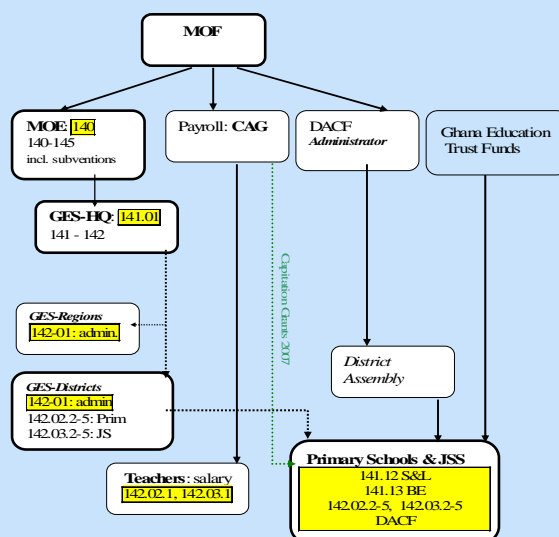 MOF
MOE: 140
140-145
incl. subventions
Payroll: CAG
DACF
Administrator
Ghana Education
Trust Funds
GES-HQ: 141.01
141 - 142
Capitation Grants 2007
GES-Regions
142-01: admin.
District
Assembly
GES-Districts
142-01: admin
142.02.2-5: Prim
142.03.2-5: JS
Teachers: salary
142.02.1, 142.03.1
Primary Schools & JSS
141.12 S&L
141.13 BE
142.02.2-5, 142.03.2-5
DACF